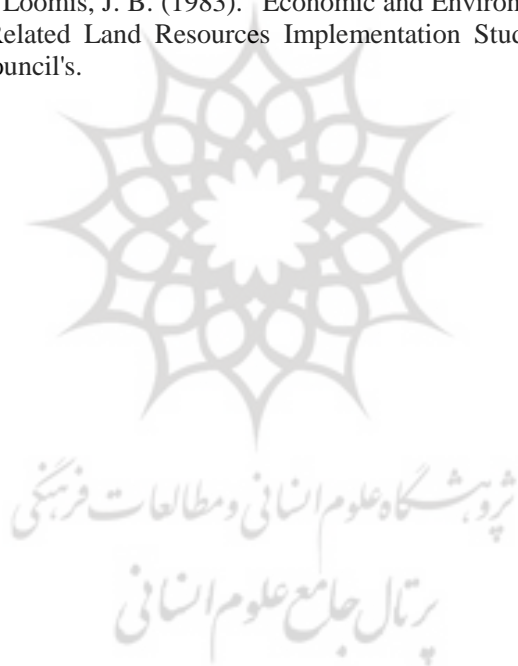 Loomis, J. B. (1983). "Economic and Environ
Related Land Resources Implementation Stud
ouncil's.
پژوهشگاه علوم انسانی و مطالعات فرهنگی
پرتال جامع علوم انسانی